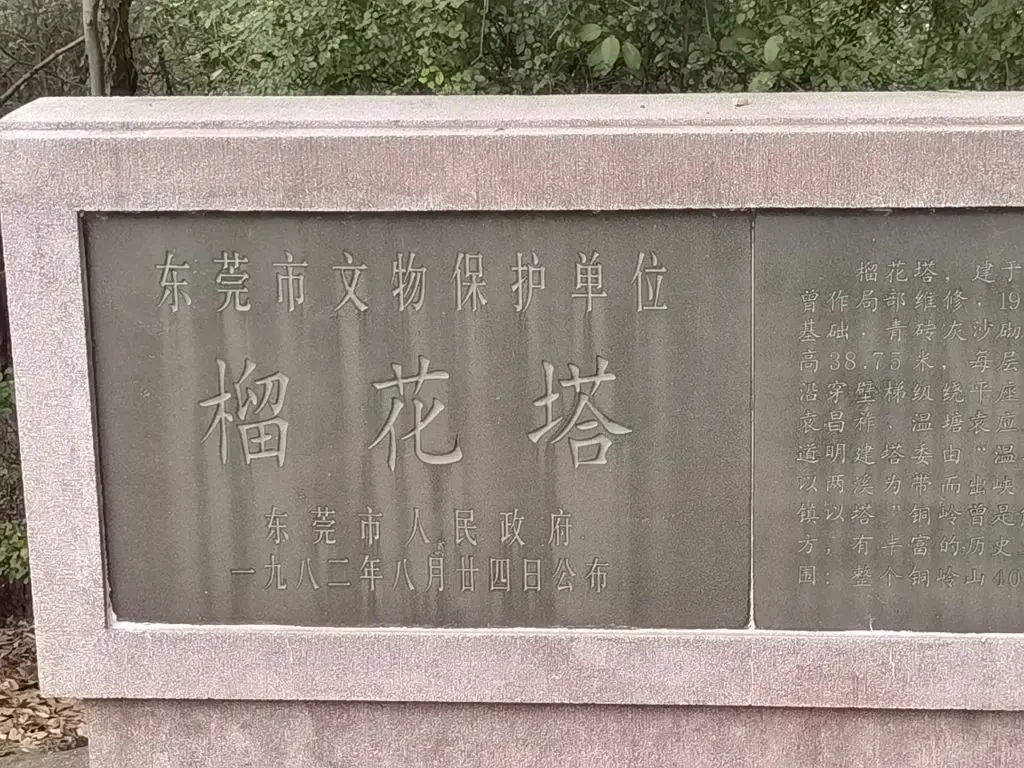 东莞市文物保护单位
榴花塔
东莞市人民政府
一九八二年八月廿四日公布
榴花塔，建于
曾作局部维修，19
基础，青砖灰沙砌
高38.75米，每层
沿穿壁梯级绕平座
袁昌祚、温塘袁应
道明建塔委由“温
以两溪为带而出峡
镇以塔”铜岭曾是
方，有丰富的历史
围：整个铜岭山40